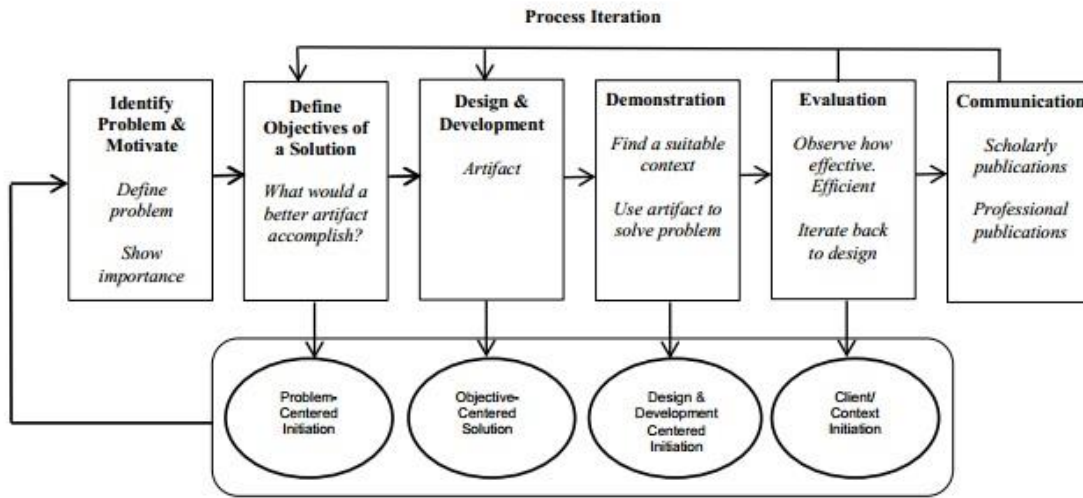 Process Iteration
Identify
Problem &
Motivate
Define
problem
Show
importance
Define
Objectives of
a Solution
What would a
better artifact
accomplish?
Design &
Development
Artifact
Demonstration
Find a suitable
context
Use artifact to
solve problem
Evaluation
Observe how
effective.
Efficient
Iterate back
to design
Communication
Scholarly
publications
Professional
publications
Problem-
Centered
Initiation
Objective-
Centered
Solution
Design &
Development
Centered
Initiation
Client/
Context
Initiation